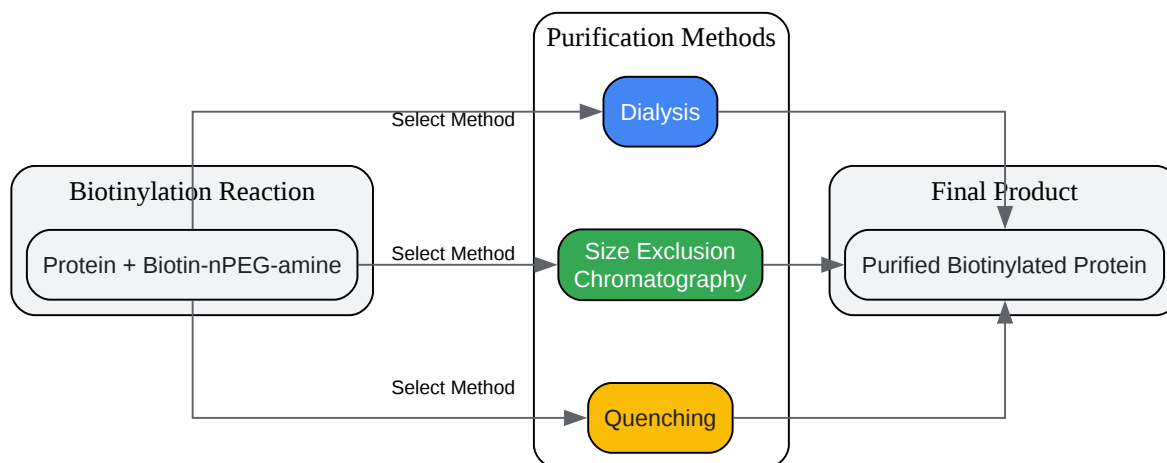 Purification Methods
Dialysis
Select Method
Biotinylation Reaction
Final Product
Protein + Biotin-nPEG-amine
Select Method
Size Exclusion
Chromatography
Purified Biotinylated Protein
Select Method
Quenching